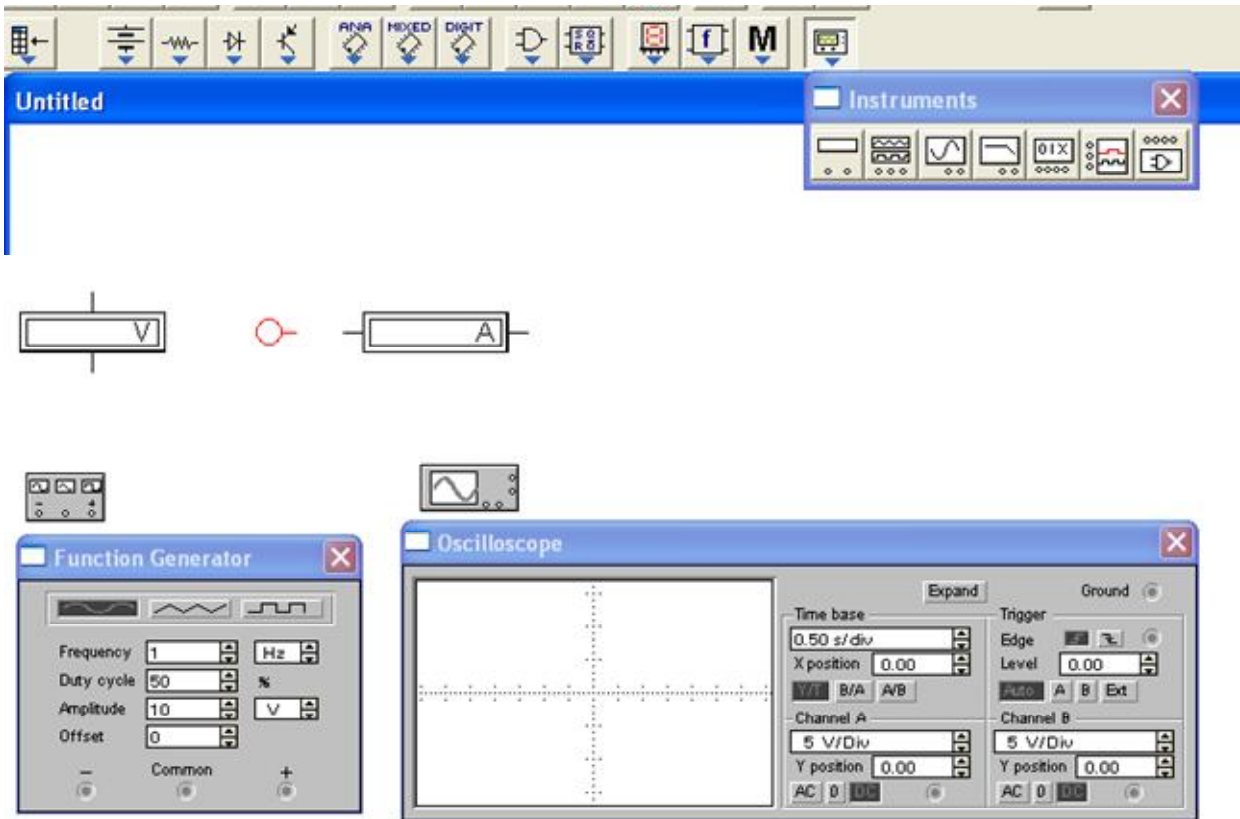 ANA MIXED DIGIT
M
Untitled
Instruments
01X
V
A
Function Generator
Frequency 1 Hz
Duty cycle 50 %
Amplitude 10 V
Offset 0
− Common +
Oscilloscope
Expand Ground
Time base
0.50 s/div
X position 0.00
Y/T B/A A/B
Trigger
Edge
Level 0.00
Auto A B Ext
Channel A
5 V/Div
Y position 0.00
AC 0 DC
Channel B
5 V/Div
Y position 0.00
AC 0 DC